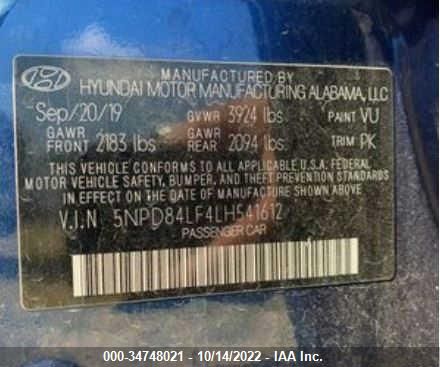 MANUFACTURED BY
HYUNDAI MOTOR MANUFACTURING ALABAMA, LLC
Sep/20/19 GVWR 3924 lbs PAINT VU
GAWR FRONT 2183 lbs GAWR REAR 2094 lbs TRIM PK
THIS VEHICLE CONFORMS TO ALL APPLICABLE U.S.A. FEDERAL
MOTOR VEHICLE SAFETY, BUMPER, AND THEFT PREVENTION STANDARDS
IN EFFECT ON THE DATE OF MANUFACTURE SHOWN ABOVE.
V.I.N. 5NPD84LF4LH541612
PASSENGER CAR
000-34748021 - 10/14/2022 - IAA Inc.